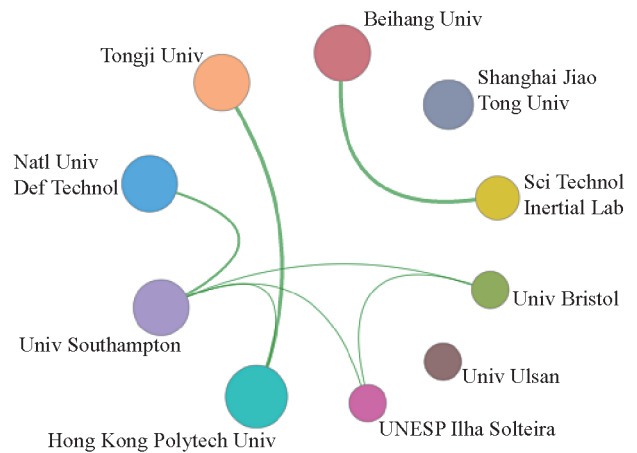 Beihang Univ
Tongji Univ
Shanghai Jiao
Tong Univ
Natl Univ
Def Technol
Sci Technol
Inertial Lab
Univ Bristol
Univ Southampton
Univ Ulsan
UNESP Ilha Solteira
Hong Kong Polytech Univ